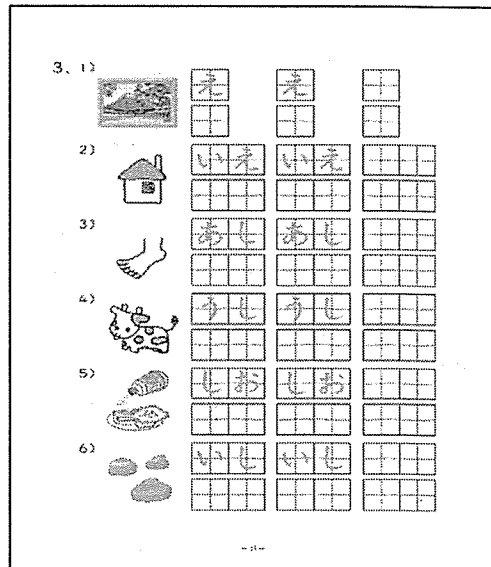 3、1) え え
2) いえ いえ
3) あし あし
4) うし うし
5) しお しお
6) いし いし